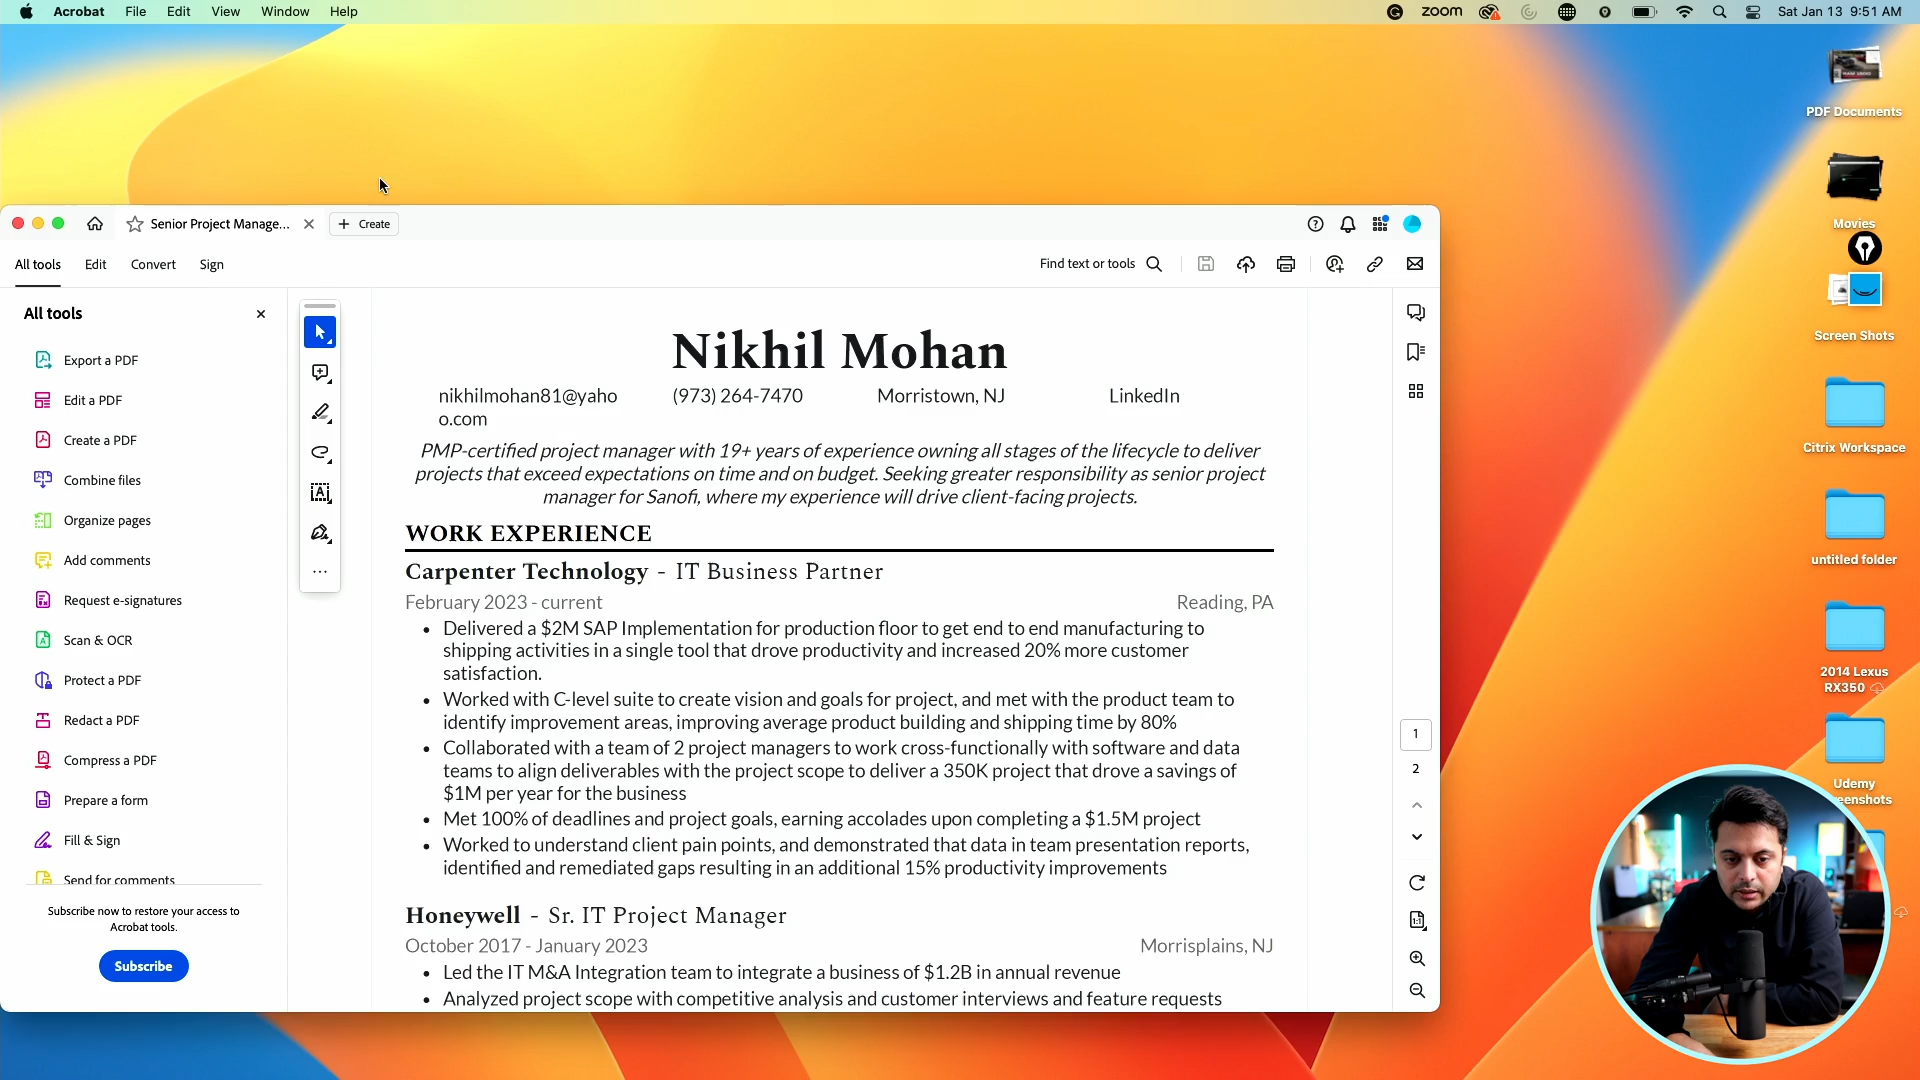 Acrobat File Edit View Window Help
zoom Sat Jan 13 9:51 AM
PDF Documents
Movies
Screen Shots
Citrix Workspace
untitled folder
2014 Lexus
RX350
Udemy
eenshots
Senior Project Manage... Create
All tools Edit Convert Sign
Find text or tools
All tools
Export a PDF
Edit a PDF
Create a PDF
Combine files
Organize pages
Add comments
Request e-signatures
Scan & OCR
Protect a PDF
Redact a PDF
Compress a PDF
Prepare a form
Fill & Sign
Send for comments
Subscribe now to restore your access to
Acrobat tools.
Subscribe
Nikhil Mohan
nikhilmohan81@yaho (973) 264-7470 Morristown, NJ LinkedIn
o.com
PMP-certified project manager with 19+ years of experience owning all stages of the lifecycle to deliver
projects that exceed expectations on time and on budget. Seeking greater responsibility as senior project
manager for Sanofi, where my experience will drive client-facing projects.
WORK EXPERIENCE
Carpenter Technology - IT Business Partner
February 2023 - current Reading, PA
• Delivered a $2M SAP Implementation for production floor to get end to end manufacturing to
shipping activities in a single tool that drove productivity and increased 20% more customer
satisfaction.
• Worked with C-level suite to create vision and goals for project, and met with the product team to
identify improvement areas, improving average product building and shipping time by 80%
• Collaborated with a team of 2 project managers to work cross-functionally with software and data
teams to align deliverables with the project scope to deliver a 350K project that drove a savings of
$1M per year for the business
• Met 100% of deadlines and project goals, earning accolades upon completing a $1.5M project
• Worked to understand client pain points, and demonstrated that data in team presentation reports,
identified and remediated gaps resulting in an additional 15% productivity improvements
Honeywell - Sr. IT Project Manager
October 2017 - January 2023 Morrisplains, NJ
• Led the IT M&A Integration team to integrate a business of $1.2B in annual revenue
• Analyzed project scope with competitive analysis and customer interviews and feature requests
1
2